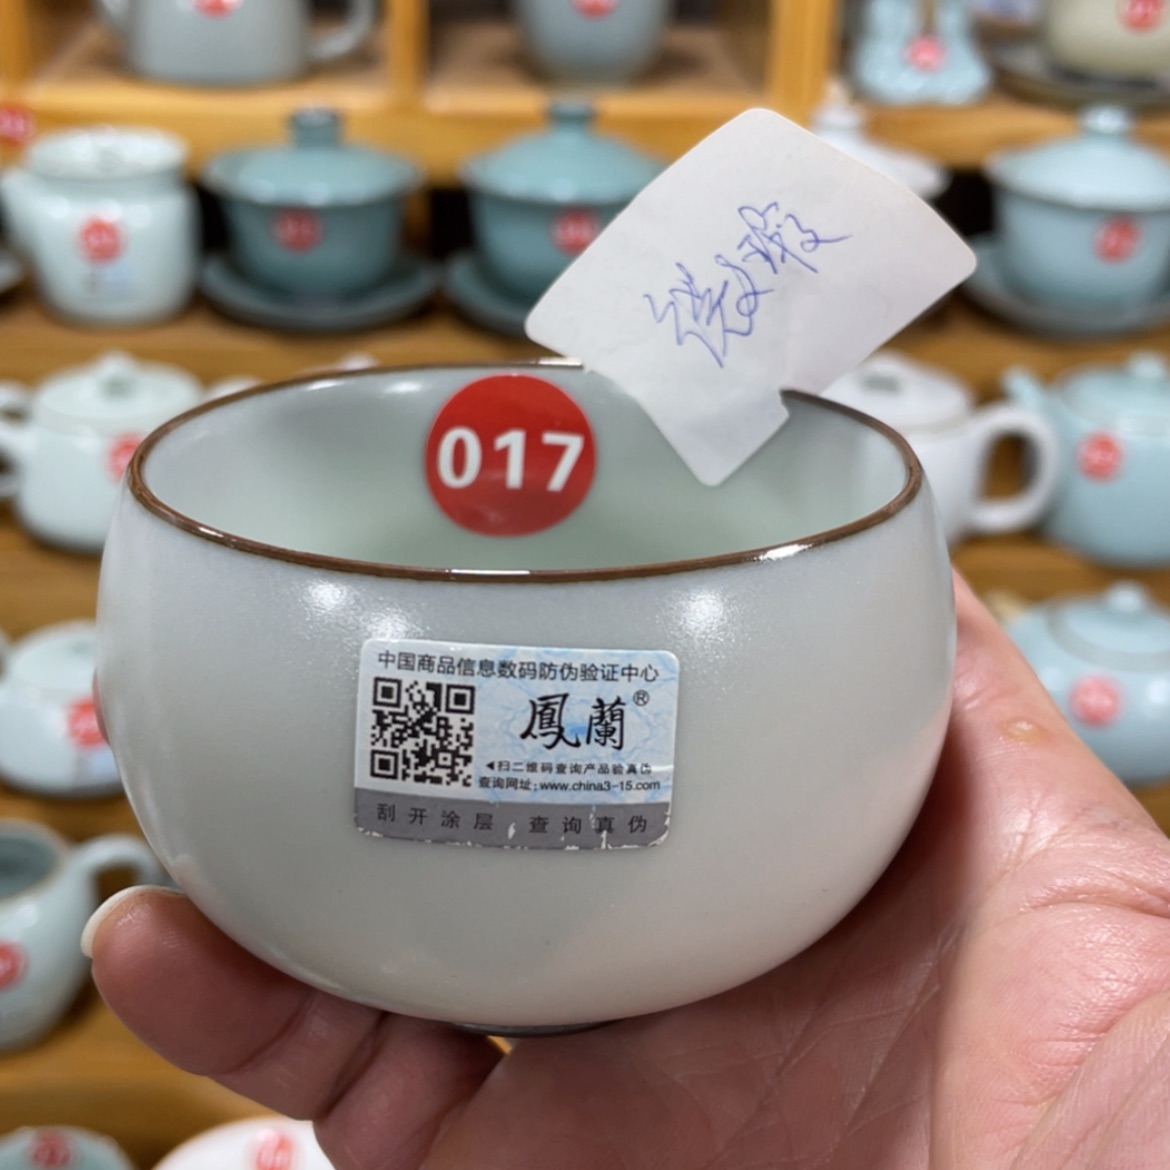 017
中国商品信息数码防伪验证中心
鳳蘭®
◀扫二维码查询产品验真伪
查询网址:www.china3-15.com
刮开涂层 查询真伪